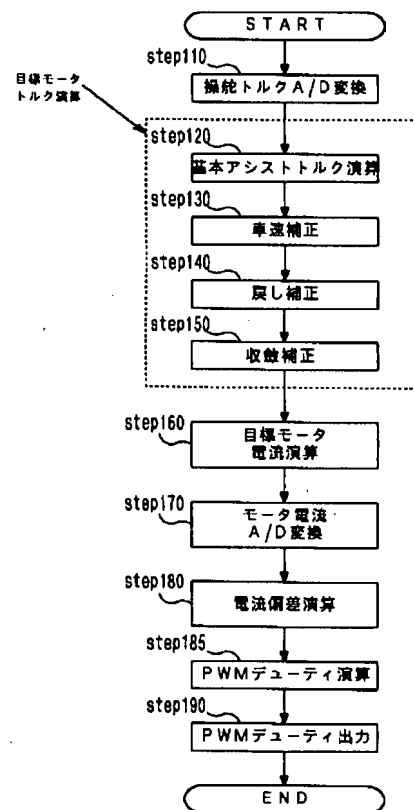 START
step110
操舵トルクA/D変換
目標モータ
トルク演算
step120
基本アシストトルク演算
step130
車速補正
step140
戻し補正
step150
収斂補正
step160
目標モータ
電流演算
step170
モータ電流
A/D変換
step180
電流偏差演算
step185
PWMデューティ演算
step190
PWMデューティ出力
END